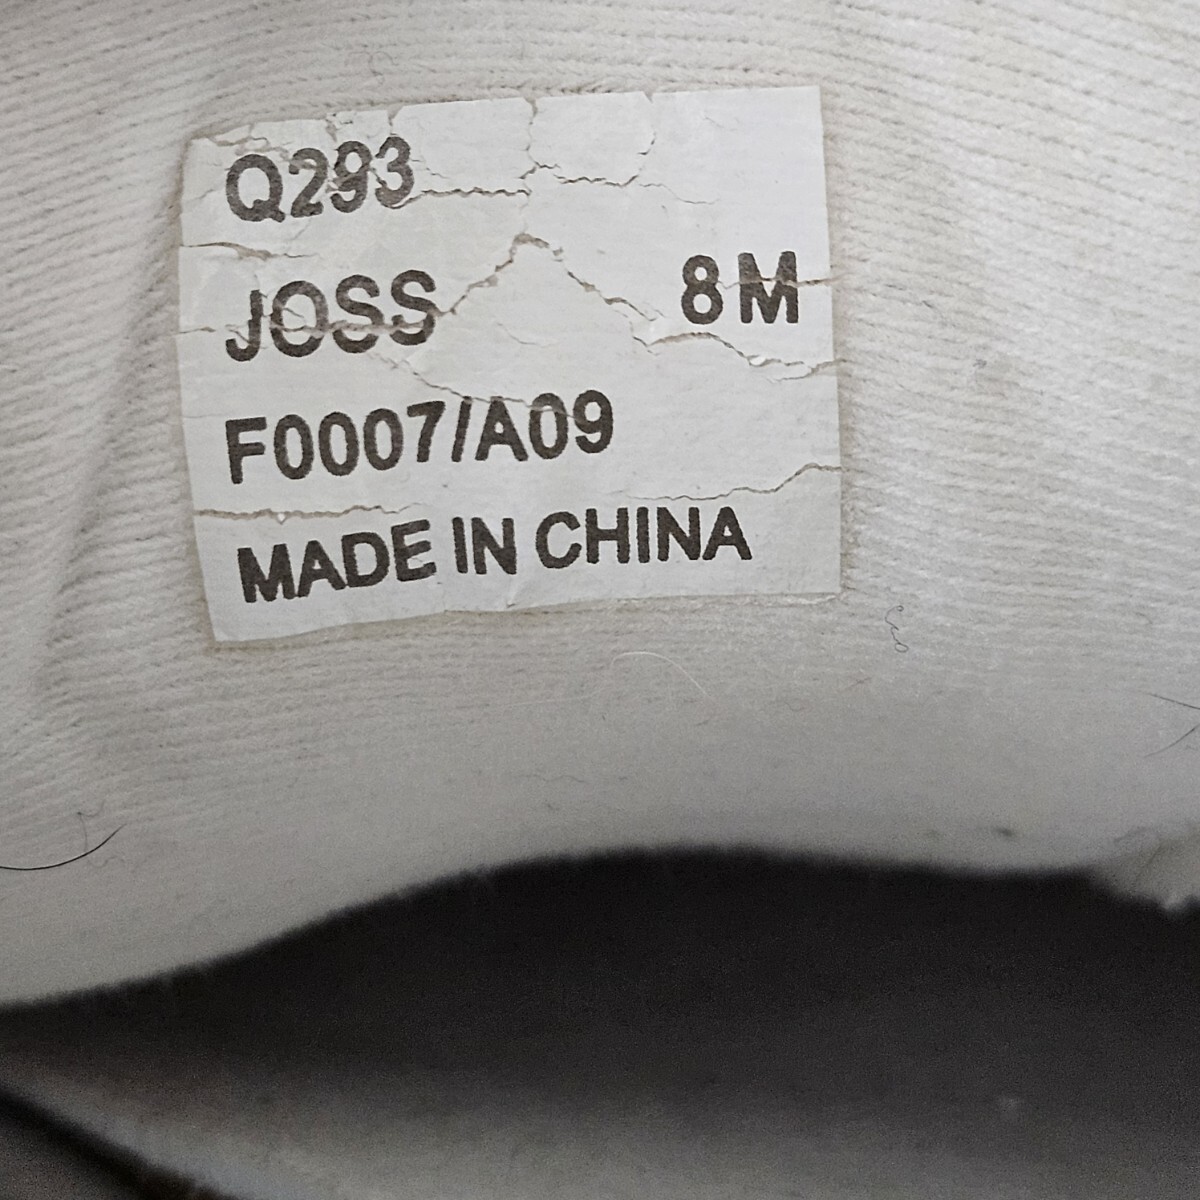 Q293
JOSS 8 M
F0007/A09
MADE IN CHINA